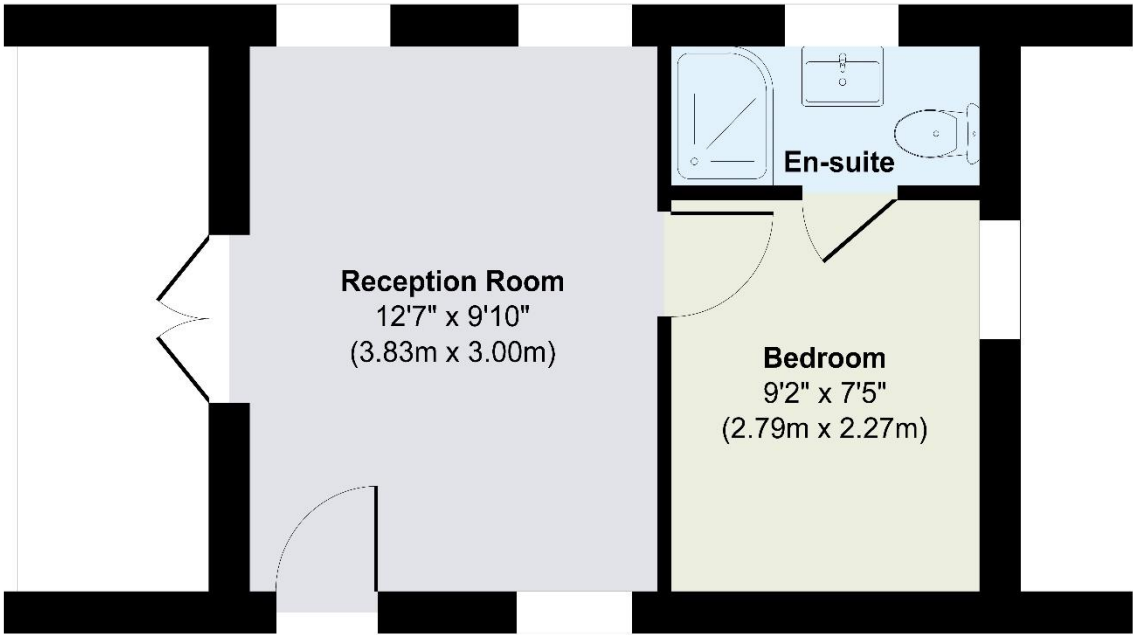 En-suite
Reception Room
12'7" x 9'10"
(3.83m x 3.00m)
Bedroom
9'2" x 7'5"
(2.79m x 2.27m)